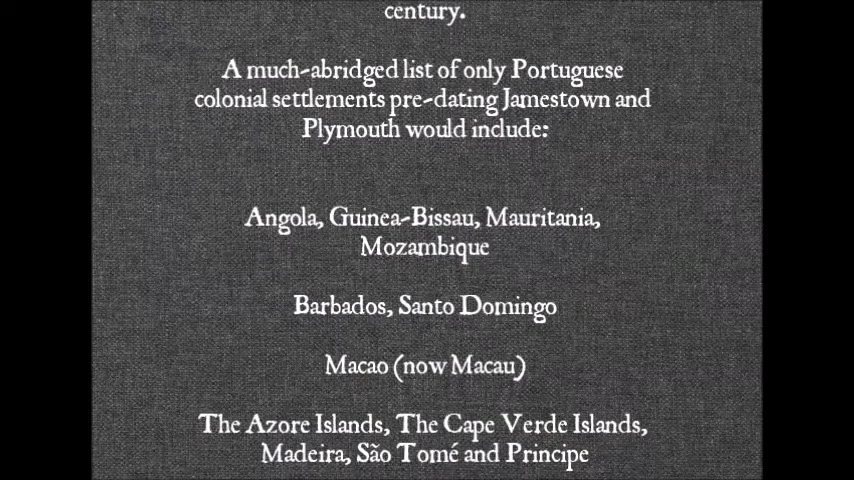 century.
A much-abridged list of only Portuguese
colonial settlements pre-dating Jamestown and
Plymouth would include:
Angola, Guinea-Bissau, Mauritania,
Mozambique
Barbados, Santo Domingo
Macao (now Macau)
The Azore Islands, The Cape Verde Islands,
Madeira, São Tomé and Principe